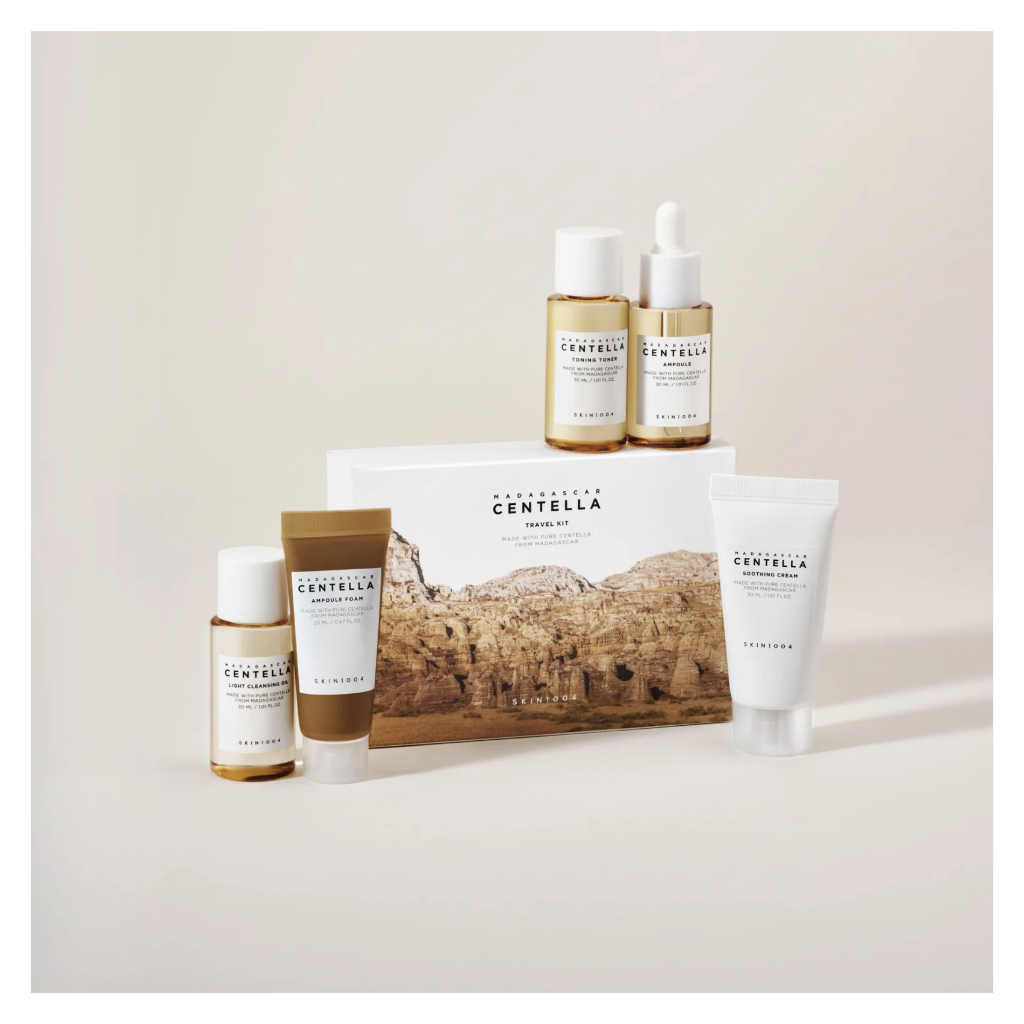 MADAGASCAR
CENTELLA
TONING TONER
MADE WITH PURE CENTELLA
FROM MADAGASCAR
30 ML / 1.01 FL.OZ
SKIN1004
MADAGASCAR
CENTELLA
AMPOULE
MADE WITH PURE CENTELLA
FROM MADAGASCAR
30 ML / 1.01 FL.OZ
SKIN1004
MADAGASCAR
CENTELLA
TRAVEL KIT
MADE WITH PURE CENTELLA
FROM MADAGASCAR
SKIN1004
MADAGASCAR
CENTELLA
AMPOULE FOAM
MADE WITH PURE CENTELLA
FROM MADAGASCAR
20 ML / 0.67 FL.OZ
SKIN1004
MADAGASCAR
CENTELLA
LIGHT CLEANSING OIL
MADE WITH PURE CENTELLA
FROM MADAGASCAR
30 ML / 1.01 FL.OZ
SKIN1004
MADAGASCAR
CENTELLA
SOOTHING CREAM
MADE WITH PURE CENTELLA
FROM MADAGASCAR
30 ML / 1.01 FL.OZ
SKIN1004